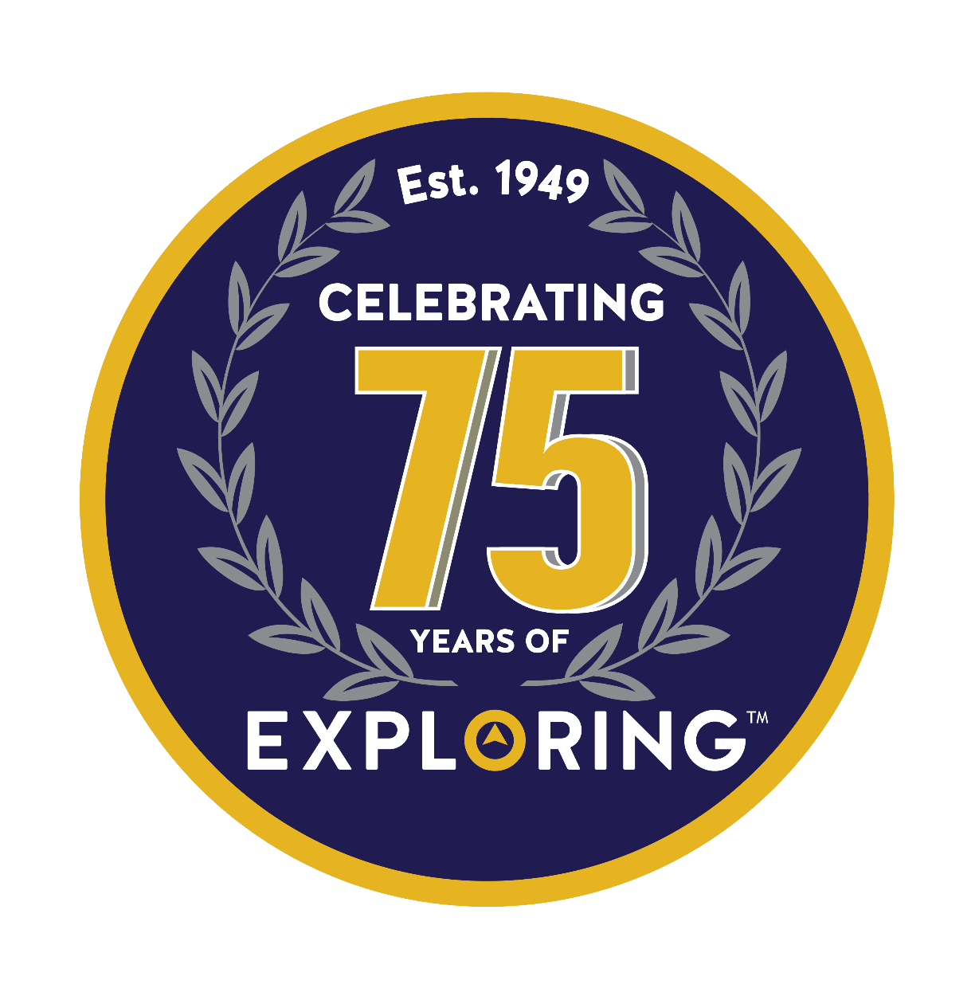 Est. 1949
CELEBRATING
75
YEARS OF
EXPLORING™